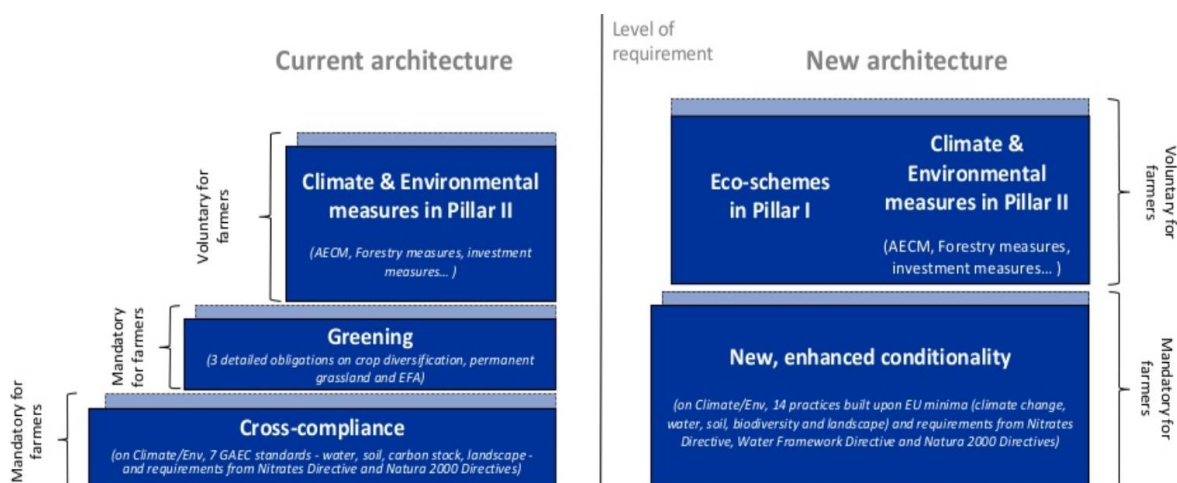 Current architecture
Voluntary for
farmers
Climate & Environmental
measures in Pillar II
(AECM, Forestry measures, investment
measures… )
Mandatory
for farmers
Greening
(3 detailed obligations on crop diversification, permanent
grassland and EFA)
Mandatory for
farmers
Cross-compliance
(on Climate/Env, 7 GAEC standards - water, soil, carbon stock, landscape -
and requirements from Nitrates Directive and Natura 2000 Directives)
Level of
requirement
New architecture
Eco-schemes
in Pillar I
Climate &
Environmental
measures in Pillar II
(AECM, Forestry measures,
investment measures… )
Voluntary for
farmers
New, enhanced conditionality
(on Climate/Env, 14 practices built upon EU minima (climate change,
water, soil, biodiversity and landscape) and requirements from Nitrates
Directive, Water Framework Directive and Natura 2000 Directives)
Mandatory for
farmers